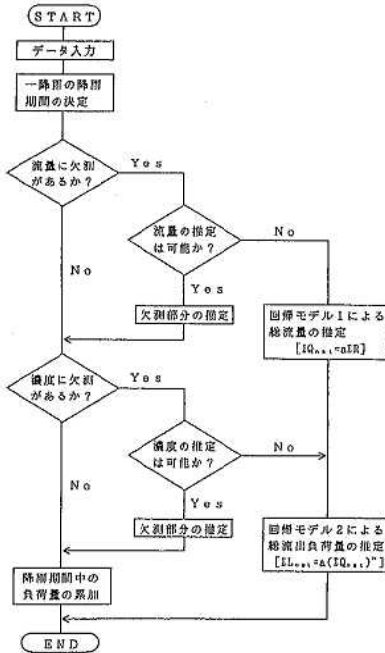 START
データ入力
一降雨の降雨
期間の決定
流量に欠測
があるか？
Yes
No
流量の推定
は可能か？
No
Yes
欠測部分の推定
回帰モデル1による
総流量の推定
濃度に欠測
があるか？
Yes
No
濃度の推定
は可能か？
No
Yes
欠測部分の推定
回帰モデル2による
総流出負荷量の推定
降雨期間中の
負荷量の累加
END